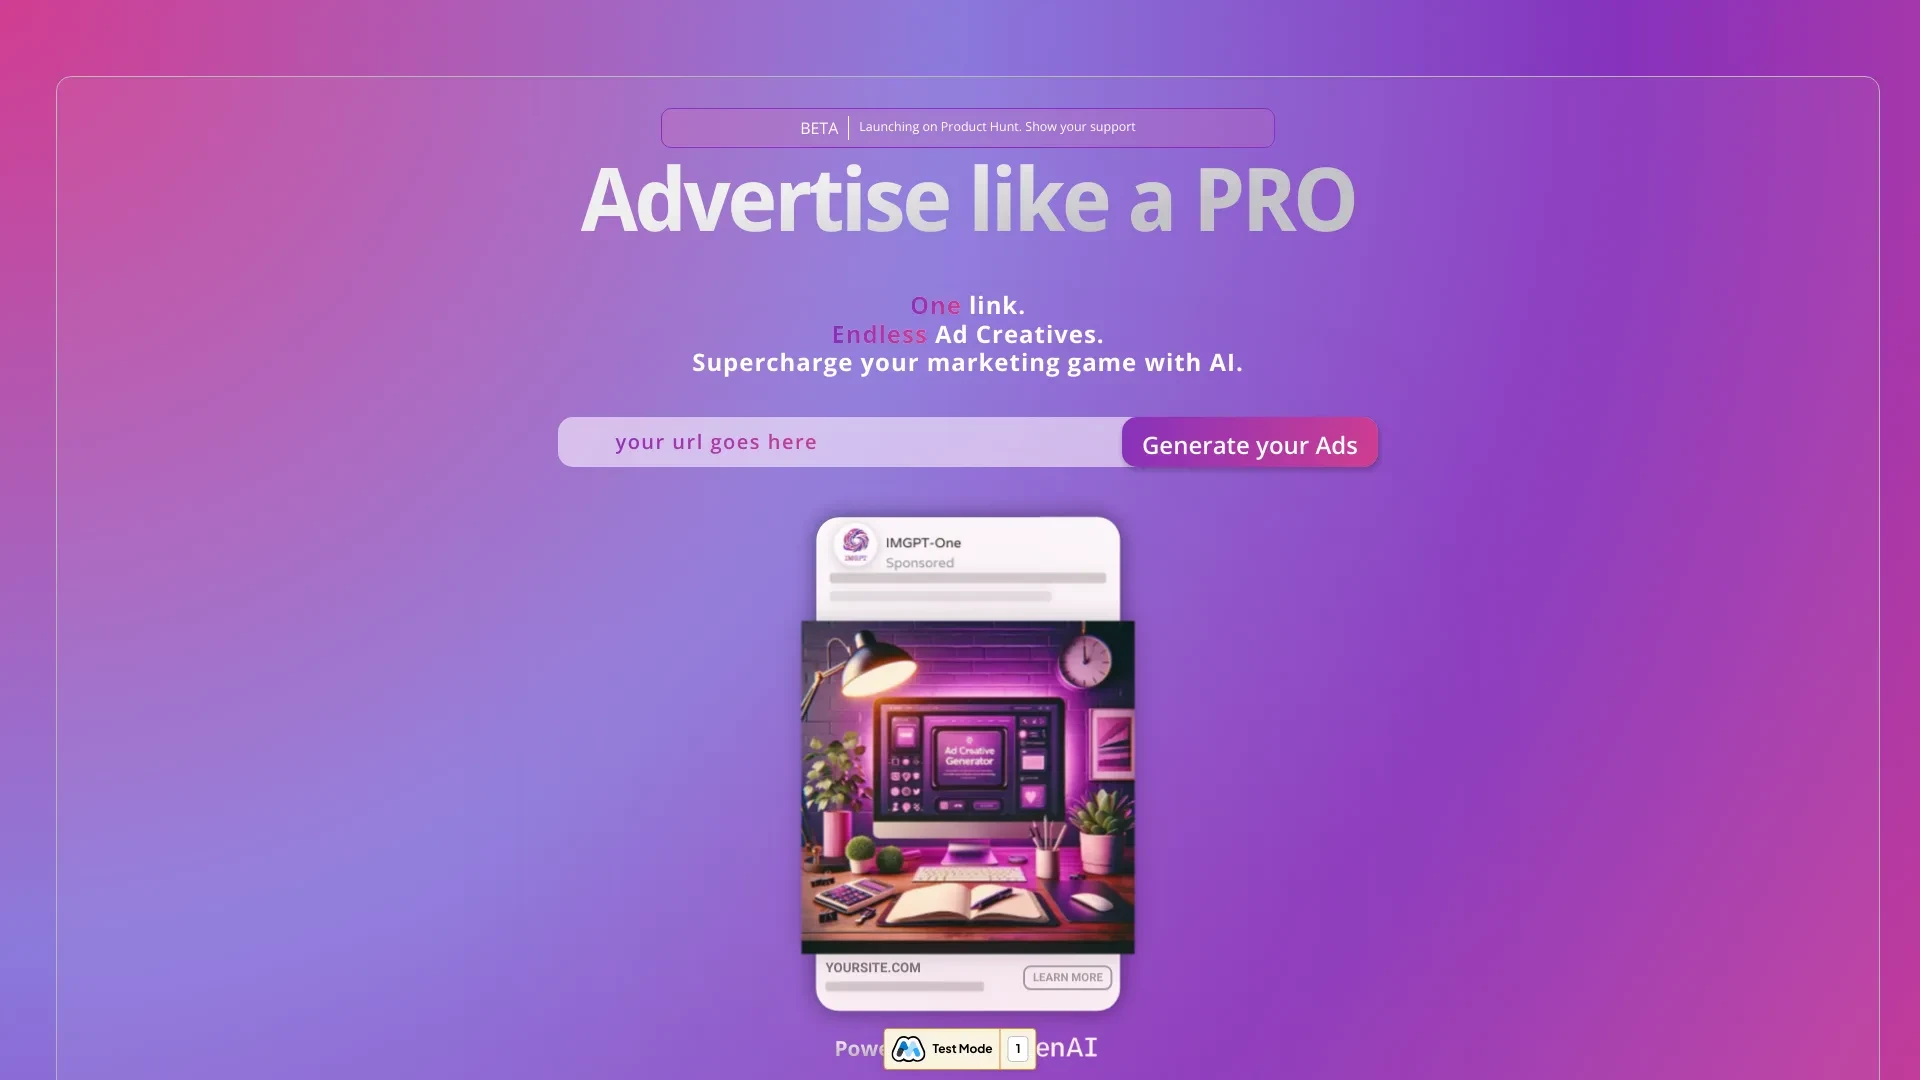 BETA
Launching on Product Hunt. Show your support
Advertise like a PRO
One link.
Endless Ad Creatives.
Supercharge your marketing game with AI.
your url goes here
Generate your Ads
IMGPT
IMGPT-One
Sponsored
Ad Creative
Generator
YOURSITE.COM
LEARN MORE
Powe
Test Mode
1
enAI